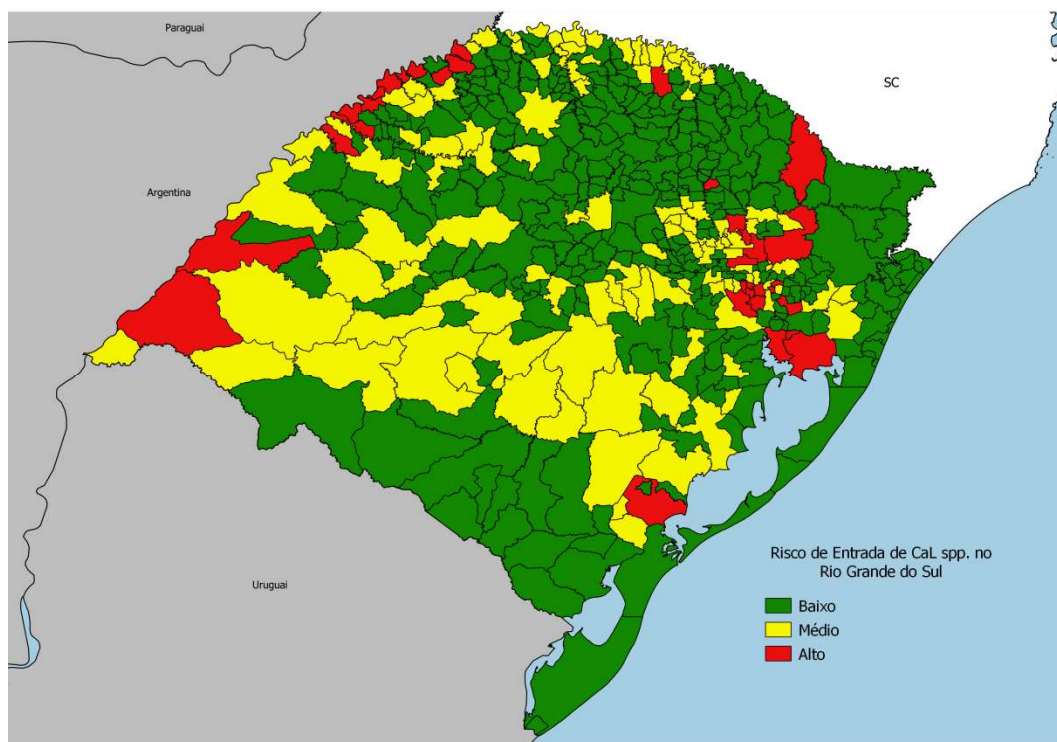 Paraguai
SC
Argentina
Uruguai
Risco de Entrada de CaL spp. no
Rio Grande do Sul
Baixo
Médio
Alto